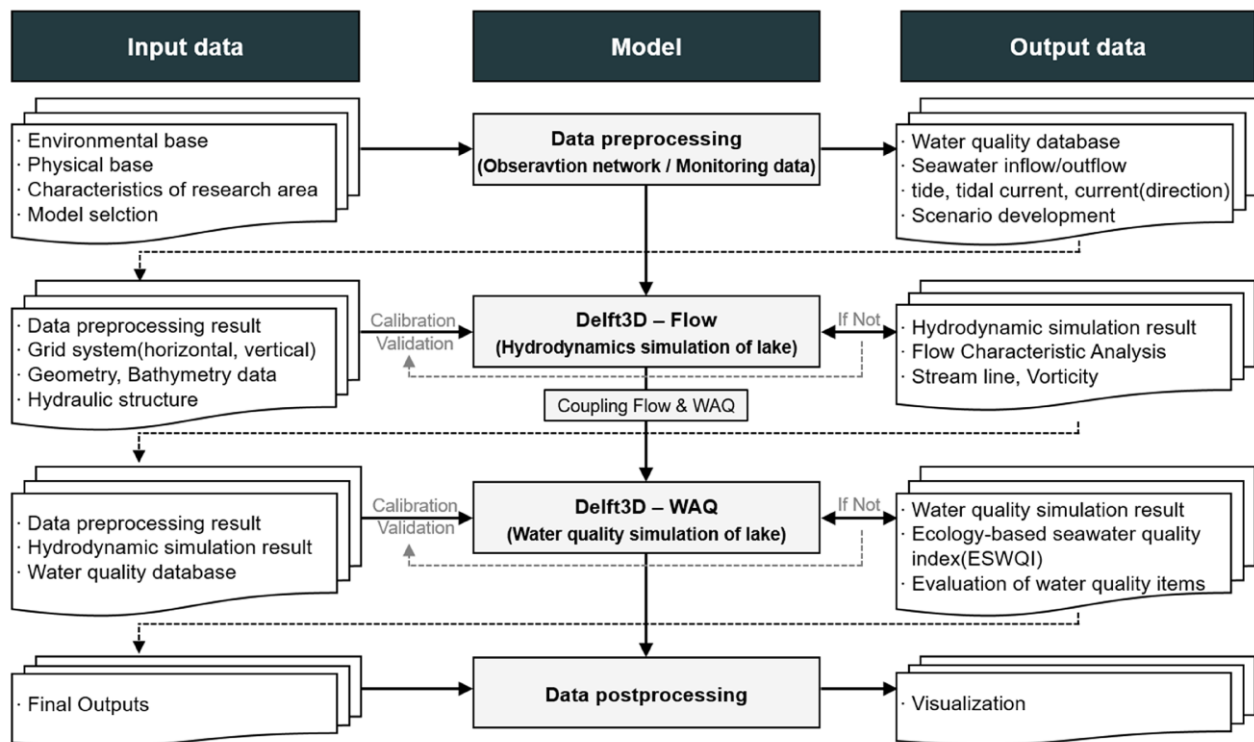 Input data
Model
Output data
· Environmental base
· Physical base
· Characteristics of research area
· Model selction
Data preprocessing
(Obseravtion network / Monitoring data)
· Water quality database
· Seawater inflow/outflow
· tide, tidal current, current(direction)
· Scenario development
· Data preprocessing result
· Grid system(horizontal, vertical)
· Geometry, Bathymetry data
· Hydraulic structure
Calibration
Validation
Delft3D – Flow
(Hydrodynamics simulation of lake)
If Not
· Hydrodynamic simulation result
· Flow Characteristic Analysis
· Stream line, Vorticity
Coupling Flow & WAQ
· Data preprocessing result
· Hydrodynamic simulation result
· Water quality database
Calibration
Validation
Delft3D – WAQ
(Water quality simulation of lake)
If Not
· Water quality simulation result
· Ecology-based seawater quality
index(ESWQI)
· Evaluation of water quality items
· Final Outputs
Data postprocessing
· Visualization